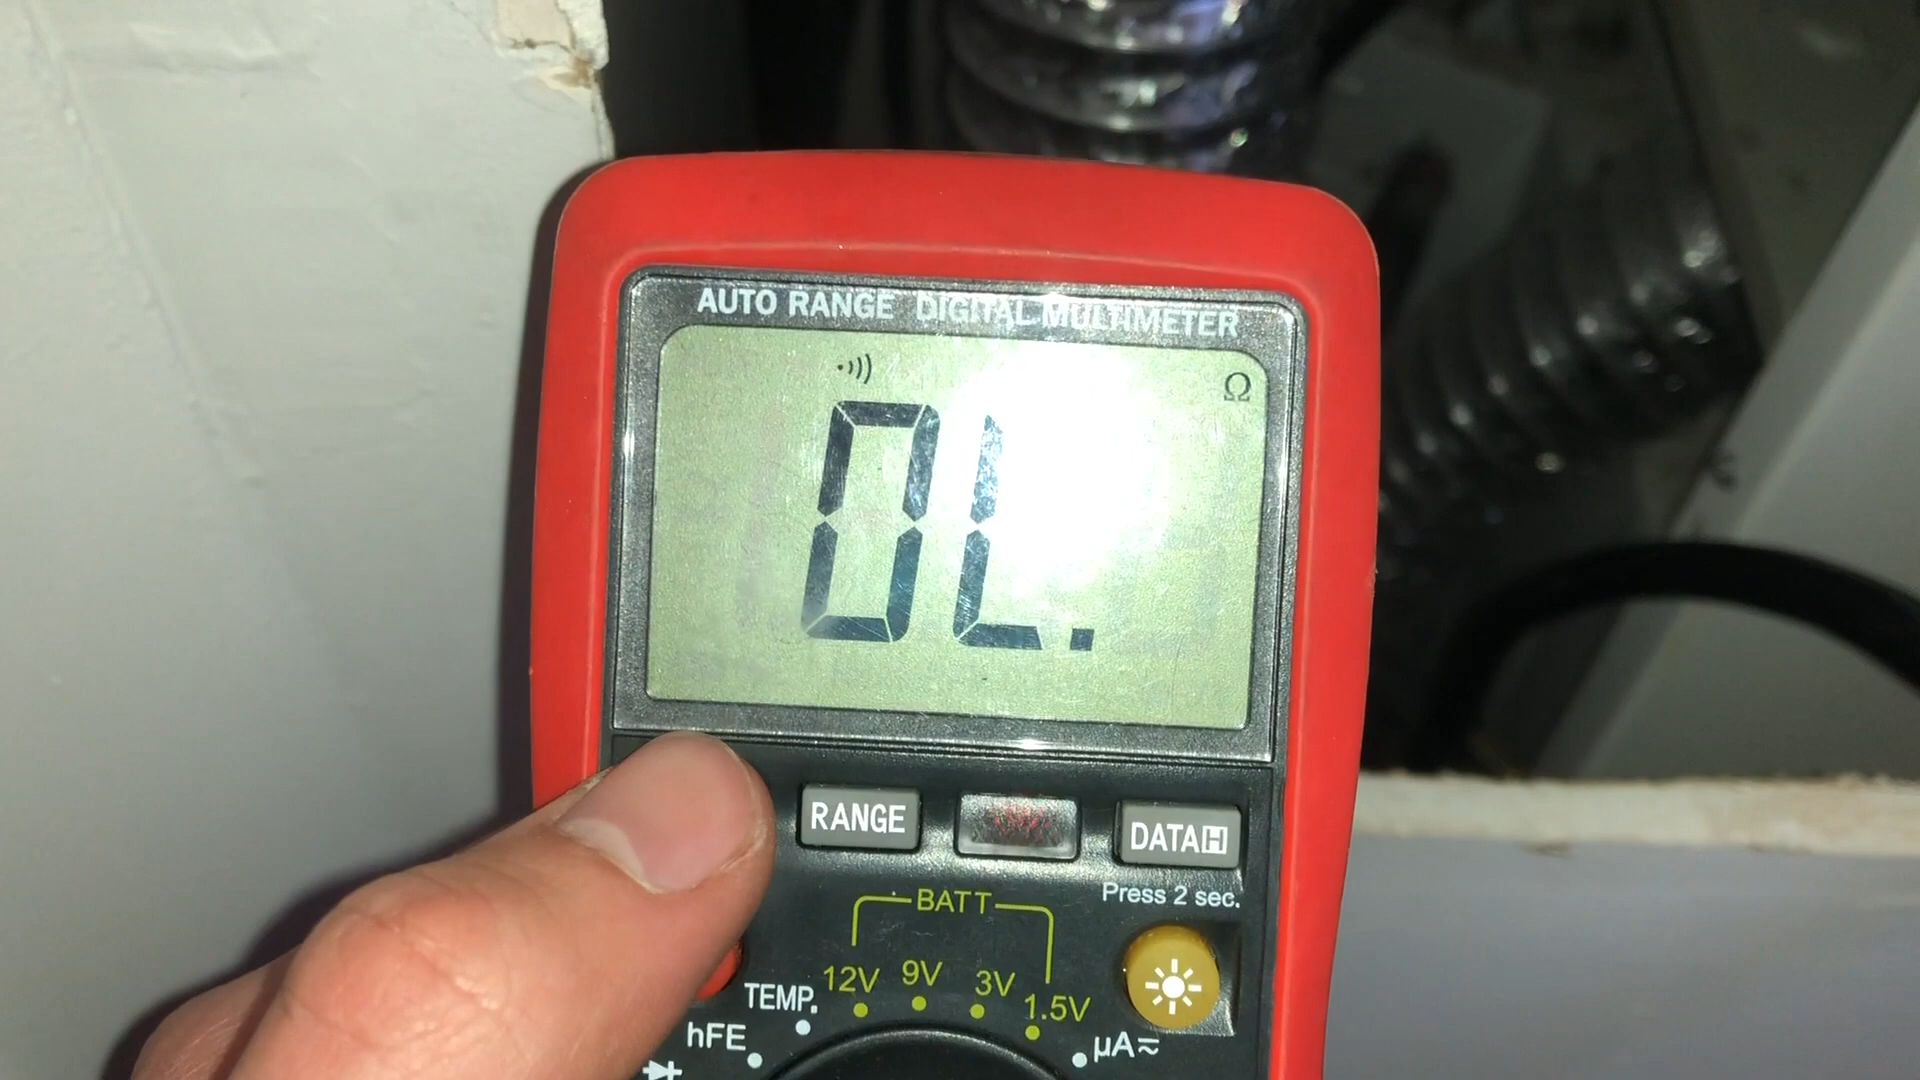 AUTO RANGE DIGITAL MULTIMETER
Ω
OL.
RANGE
DATA H
Press 2 sec.
BATT
12V 9V 3V 1.5V
TEMP.
hFE
µA≂